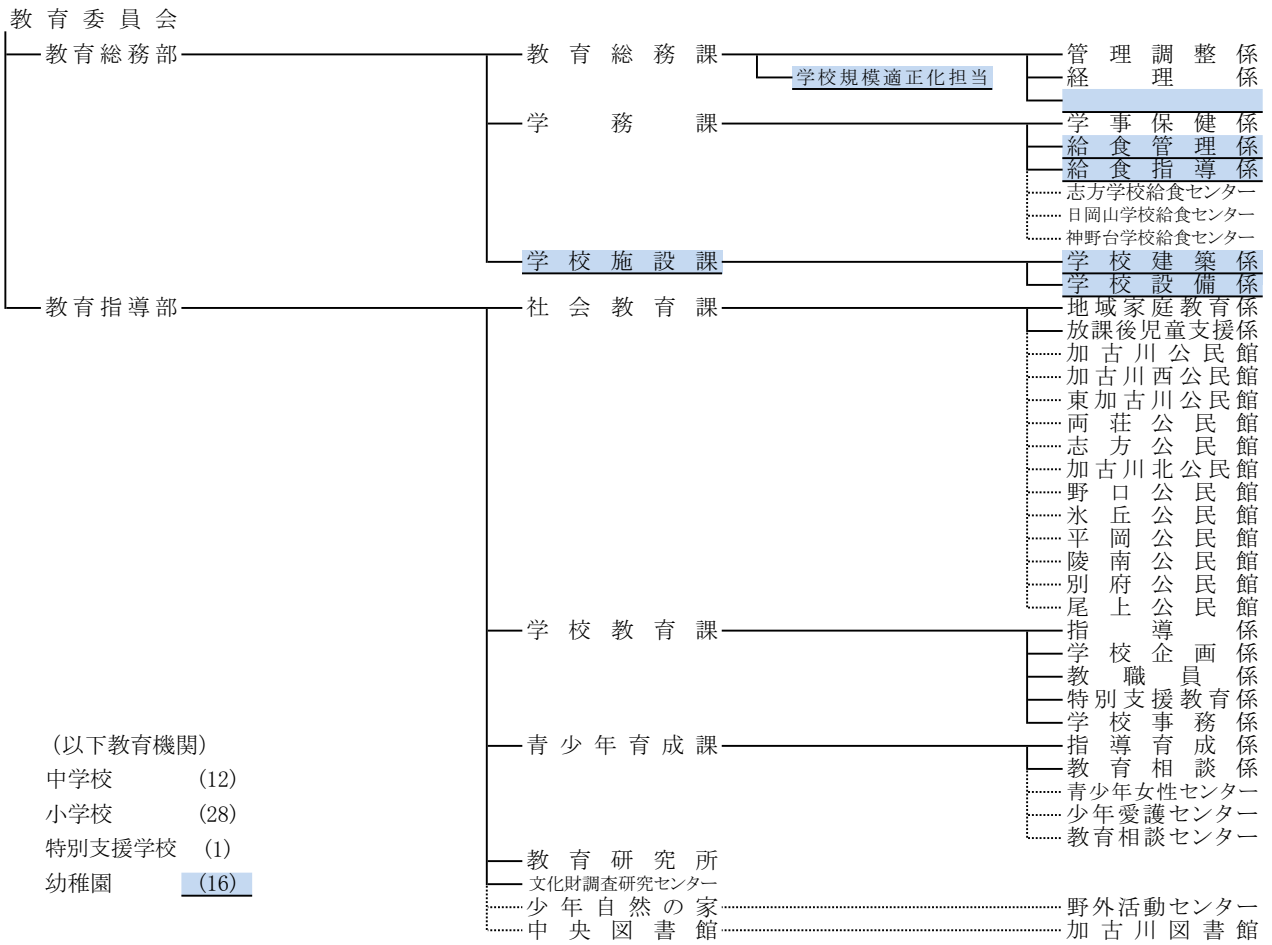 教育委員会
教育総務部 教育総務課 管理調整係
学校規模適正化担当 経理係
学務課 学事保健係
給食管理係
給食指導係
志方学校給食センター
日岡山学校給食センター
神野台学校給食センター
学校施設課 学校建築係
学校設備係
教育指導部 社会教育課 地域家庭教育係
放課後児童支援係
加古川公民館
加古川西公民館
東加古川公民館
両荘公民館
志方公民館
加古川北公民館
野口公民館
氷丘公民館
平岡公民館
陵南公民館
別府公民館
尾上公民館
学校教育課 指導係
学校企画係
教職員係
特別支援教育係
学校事務係
青少年育成課 指導育成係
教育相談係
青少年女性センター
少年愛護センター
教育相談センター
教育研究所
文化財調査研究センター
少年自然の家 野外活動センター
中央図書館 加古川図書館
(以下教育機関)
中学校 (12)
小学校 (28)
特別支援学校 (1)
幼稚園 (16)